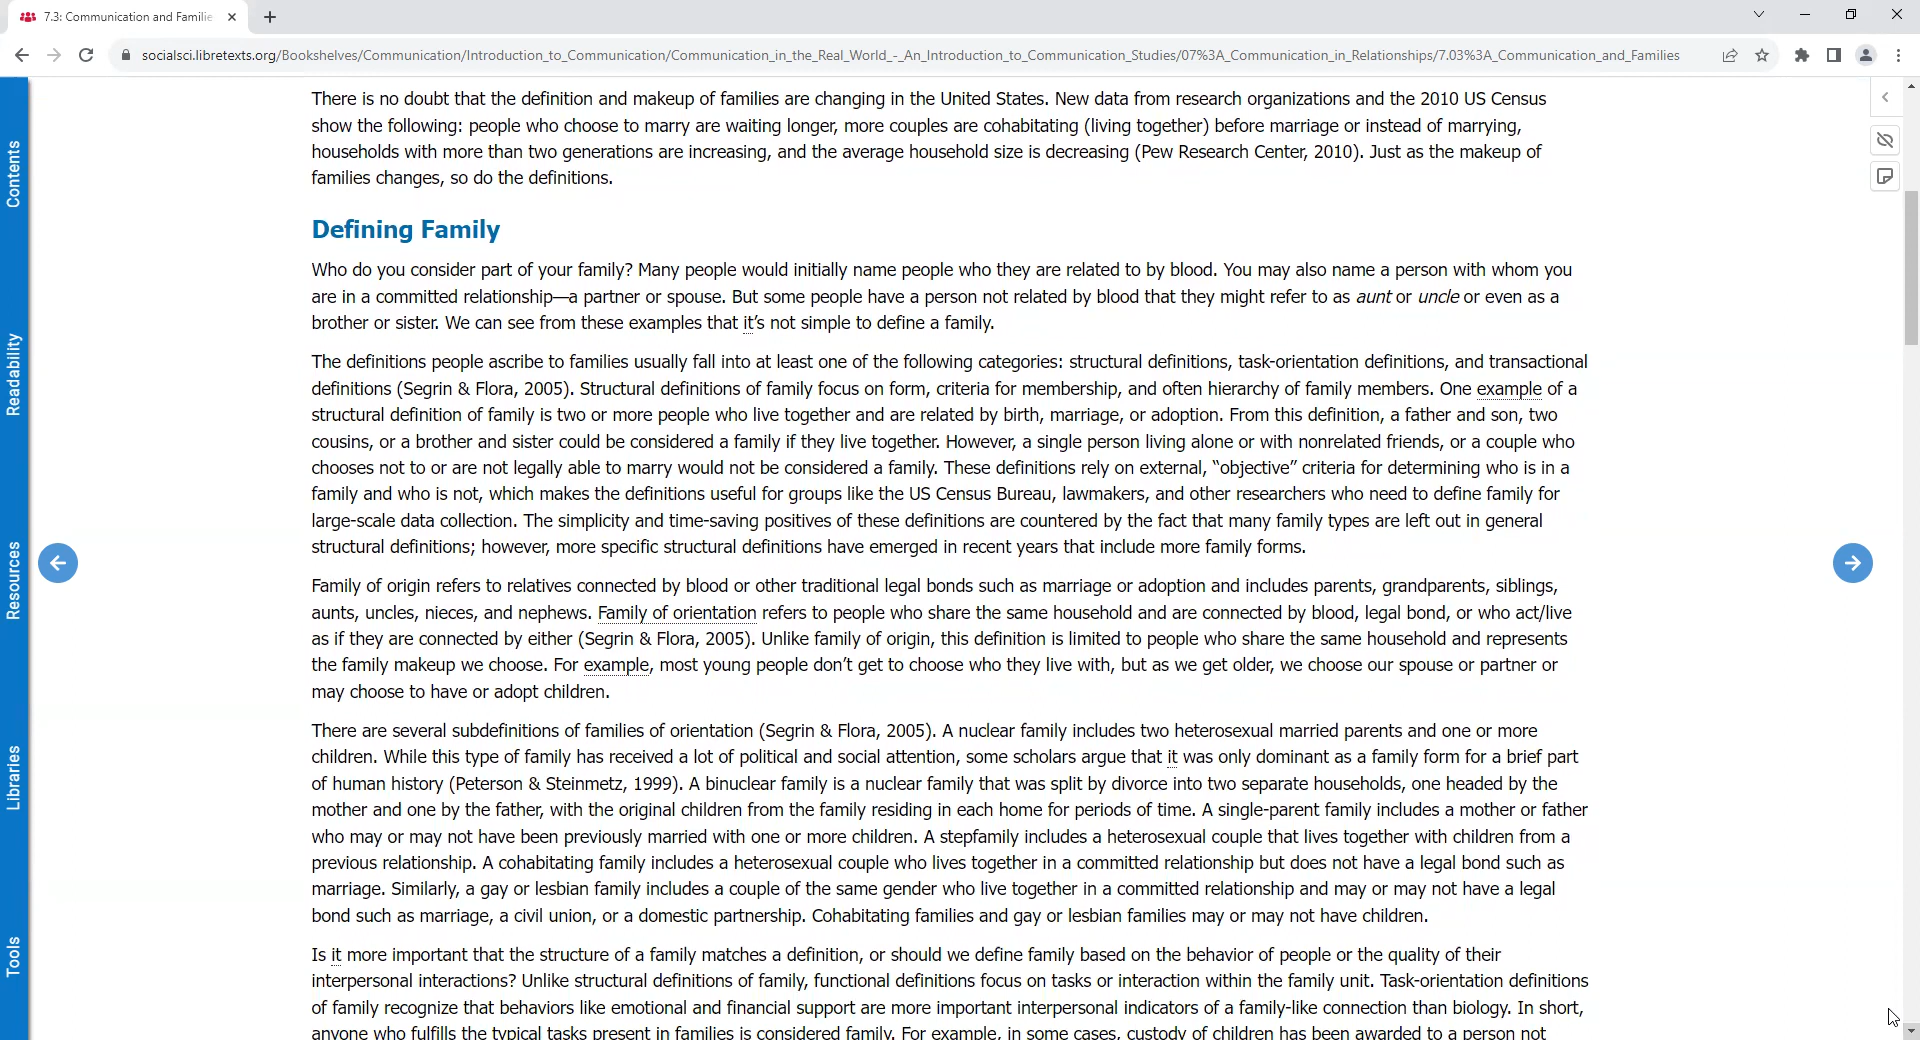 7.3: Communication and Familie
socialsci.libretexts.org/Bookshelves/Communication/Introduction_to_Communication/Communication_in_the_Real_World_-_An_Introduction_to_Communication_Studies/07%3A_Communication_in_Relationships/7.03%3A_Communication_and_Families
Contents
Readability
Resources
Libraries
Tools
There is no doubt that the definition and makeup of families are changing in the United States. New data from research organizations and the 2010 US Census
show the following: people who choose to marry are waiting longer, more couples are cohabitating (living together) before marriage or instead of marrying,
households with more than two generations are increasing, and the average household size is decreasing (Pew Research Center, 2010). Just as the makeup of
families changes, so do the definitions.
Defining Family
Who do you consider part of your family? Many people would initially name people who they are related to by blood. You may also name a person with whom you
are in a committed relationship—a partner or spouse. But some people have a person not related by blood that they might refer to as aunt or uncle or even as a
brother or sister. We can see from these examples that it’s not simple to define a family.
The definitions people ascribe to families usually fall into at least one of the following categories: structural definitions, task-orientation definitions, and transactional
definitions (Segrin & Flora, 2005). Structural definitions of family focus on form, criteria for membership, and often hierarchy of family members. One example of a
structural definition of family is two or more people who live together and are related by birth, marriage, or adoption. From this definition, a father and son, two
cousins, or a brother and sister could be considered a family if they live together. However, a single person living alone or with nonrelated friends, or a couple who
chooses not to or are not legally able to marry would not be considered a family. These definitions rely on external, “objective” criteria for determining who is in a
family and who is not, which makes the definitions useful for groups like the US Census Bureau, lawmakers, and other researchers who need to define family for
large-scale data collection. The simplicity and time-saving positives of these definitions are countered by the fact that many family types are left out in general
structural definitions; however, more specific structural definitions have emerged in recent years that include more family forms.
Family of origin refers to relatives connected by blood or other traditional legal bonds such as marriage or adoption and includes parents, grandparents, siblings,
aunts, uncles, nieces, and nephews. Family of orientation refers to people who share the same household and are connected by blood, legal bond, or who act/live
as if they are connected by either (Segrin & Flora, 2005). Unlike family of origin, this definition is limited to people who share the same household and represents
the family makeup we choose. For example, most young people don’t get to choose who they live with, but as we get older, we choose our spouse or partner or
may choose to have or adopt children.
There are several subdefinitions of families of orientation (Segrin & Flora, 2005). A nuclear family includes two heterosexual married parents and one or more
children. While this type of family has received a lot of political and social attention, some scholars argue that it was only dominant as a family form for a brief part
of human history (Peterson & Steinmetz, 1999). A binuclear family is a nuclear family that was split by divorce into two separate households, one headed by the
mother and one by the father, with the original children from the family residing in each home for periods of time. A single-parent family includes a mother or father
who may or may not have been previously married with one or more children. A stepfamily includes a heterosexual couple that lives together with children from a
previous relationship. A cohabitating family includes a heterosexual couple who lives together in a committed relationship but does not have a legal bond such as
marriage. Similarly, a gay or lesbian family includes a couple of the same gender who live together in a committed relationship and may or may not have a legal
bond such as marriage, a civil union, or a domestic partnership. Cohabitating families and gay or lesbian families may or may not have children.
Is it more important that the structure of a family matches a definition, or should we define family based on the behavior of people or the quality of their
interpersonal interactions? Unlike structural definitions of family, functional definitions focus on tasks or interaction within the family unit. Task-orientation definitions
of family recognize that behaviors like emotional and financial support are more important interpersonal indicators of a family-like connection than biology. In short,
anyone who fulfills the typical tasks present in families is considered family. For example, in some cases, custody of children has been awarded to a person not